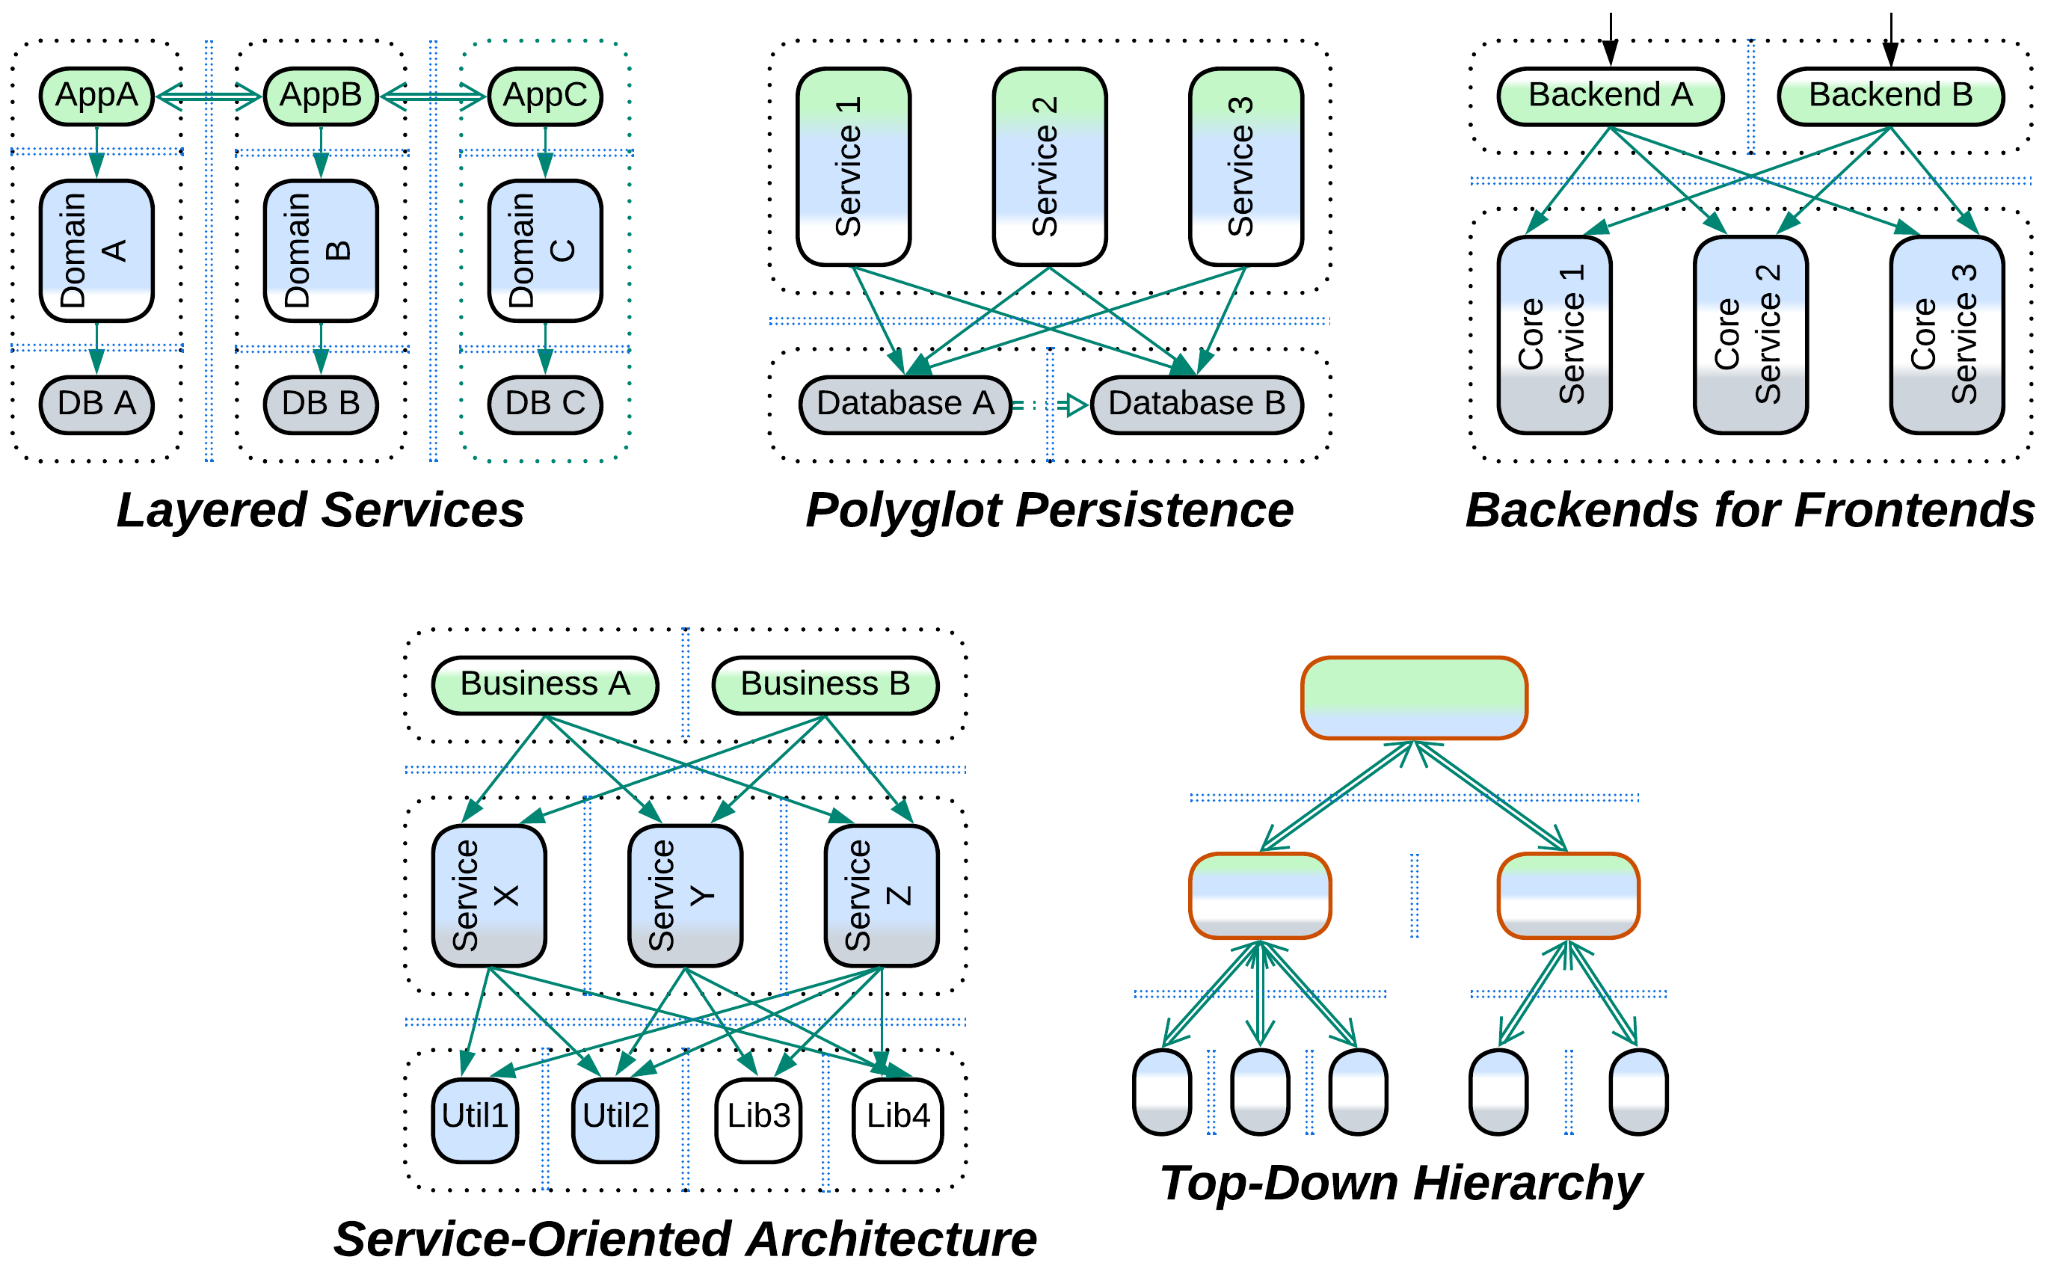 AppA
AppB
AppC
Domain
A
Domain
B
Domain
C
DB A
DB B
DB C
Layered Services
Service 1
Service 2
Service 3
Database A
Database B
Polyglot Persistence
Backend A
Backend B
Core
Service 1
Core
Service 2
Core
Service 3
Backends for Frontends
Business A
Business B
Service
X
Service
Y
Service
Z
Util1
Util2
Lib3
Lib4
Service-Oriented Architecture
Top-Down Hierarchy